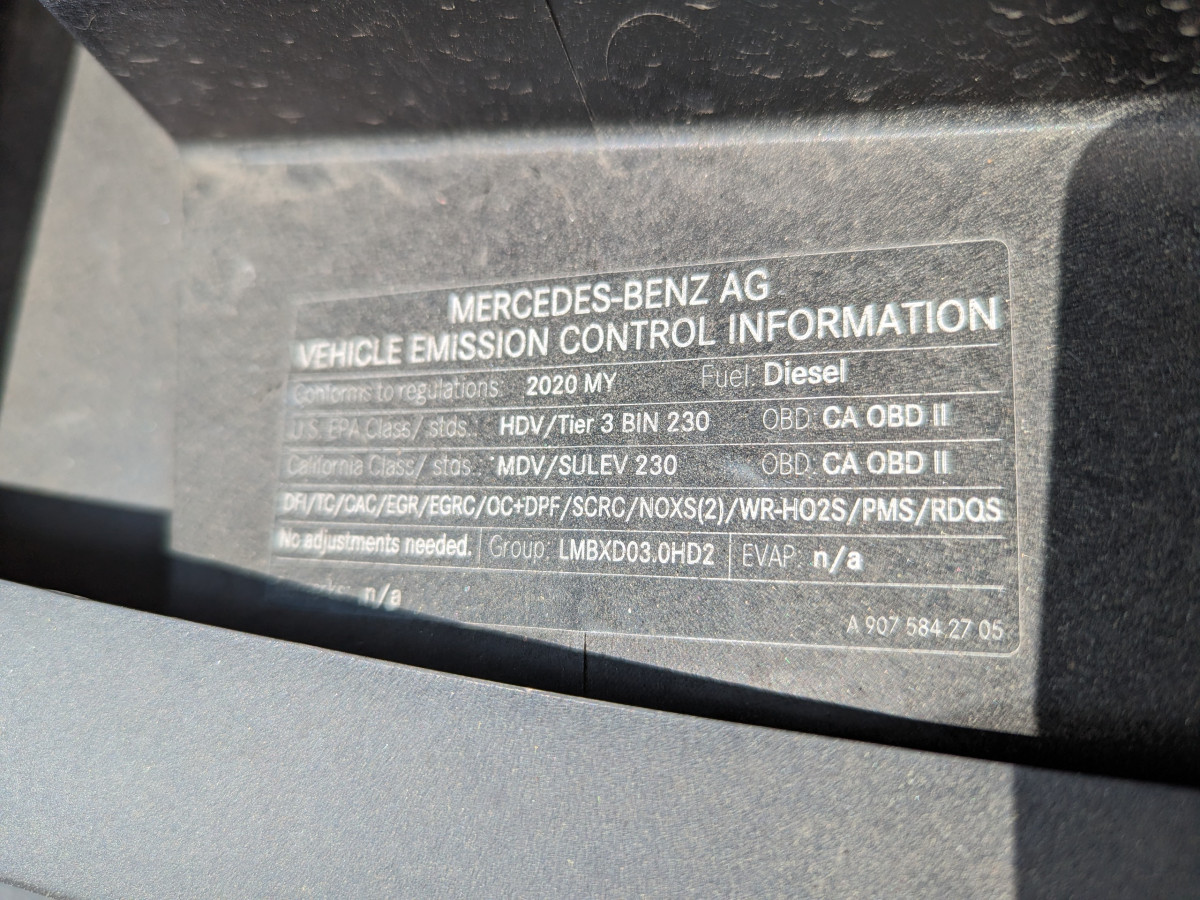 MERCEDES-BENZ AG
VEHICLE EMISSION CONTROL INFORMATION
Conforms to regulations: 2020 MY Fuel: Diesel
U.S. EPA Class/ stds.: HDV/Tier 3 BIN 230 OBD: CA OBD II
California Class/ stds.: MDV/SULEV 230 OBD: CA OBD II
DFI/TC/CAC/EGR/EGRC/OC+DPF/SCRC/NOXS(2)/WR-HO2S/PMS/RDQS
No adjustments needed. Group: LMBXD03.0HD2 EVAP: n/a
n/a
A 907 584 27 05